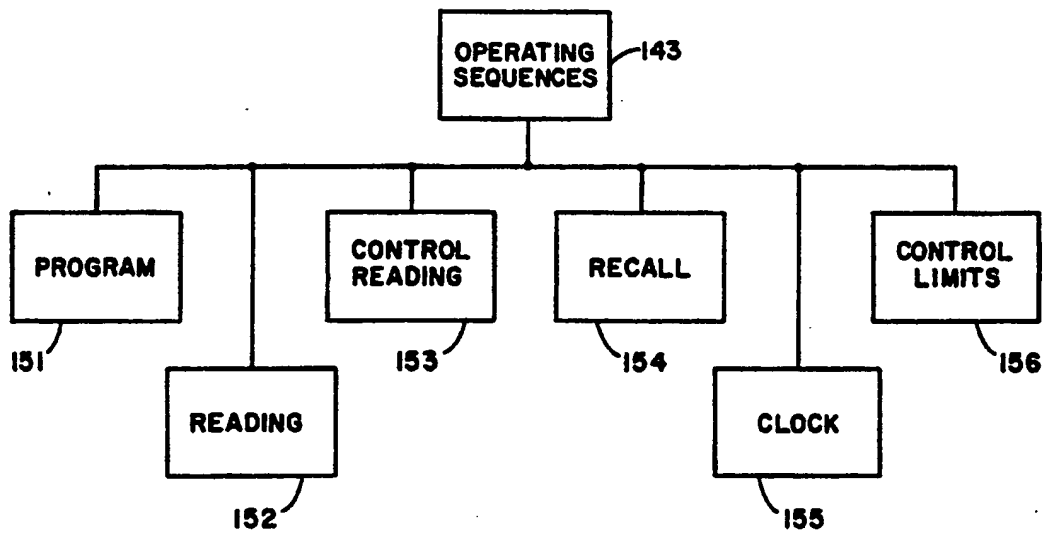 OPERATING
SEQUENCES
143
PROGRAM
151
CONTROL
READING
153
RECALL
154
CONTROL
LIMITS
156
READING
152
CLOCK
155